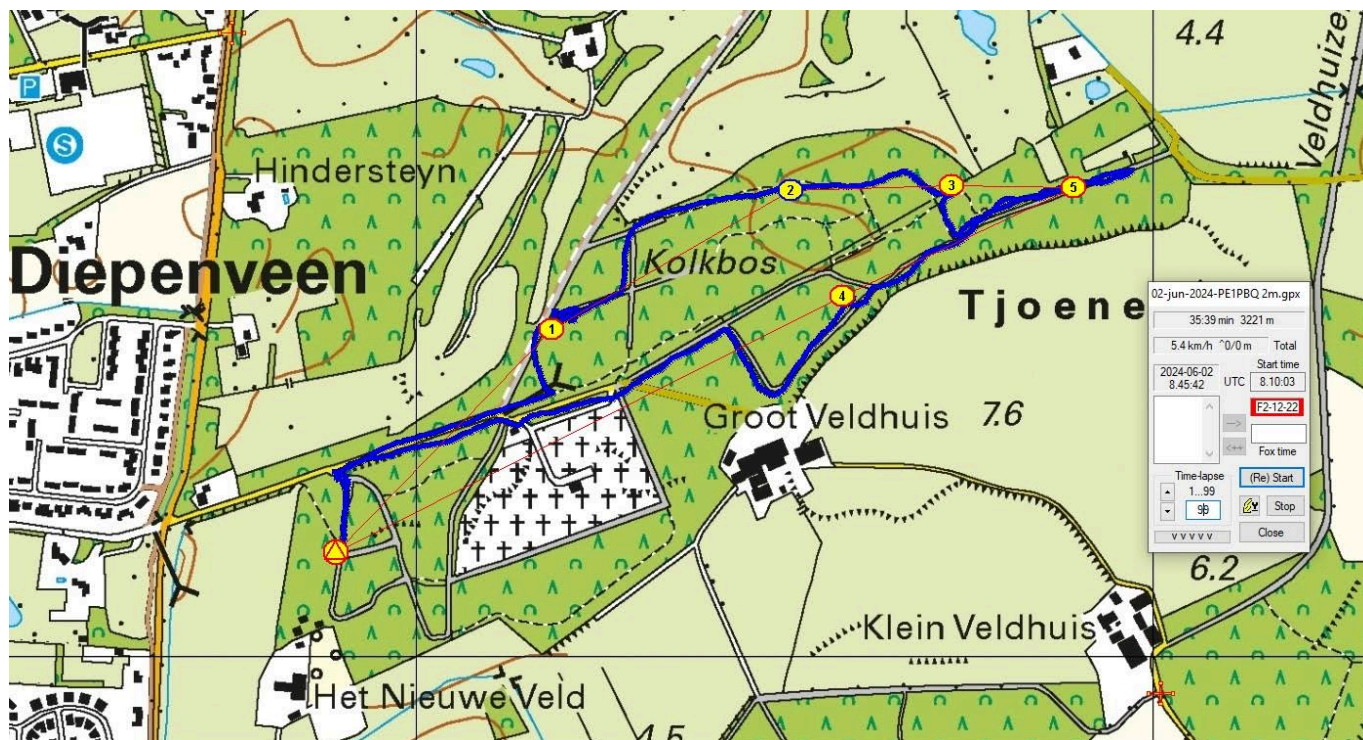 4.4
Veldhuize
P
S
Hindersteyn
2
3
5
Diepenveen
Kolkbos
4
Tjoene
1
02-jun-2024-PE1PBQ 2m.gpx
35:39 min 3221 m
5.4 km/h ^0/0 m Total
2024-06-02
8.45:42
UTC
Start time
8.10:03
F2-12-22
-->
<++
Fox time
Groot Veldhuis 7.6
Time-lapse
1...99
99
(Re) Start
Stop
v v v v v
Close
6.2
Klein Veldhuis
Het Nieuwe Veld
4.5